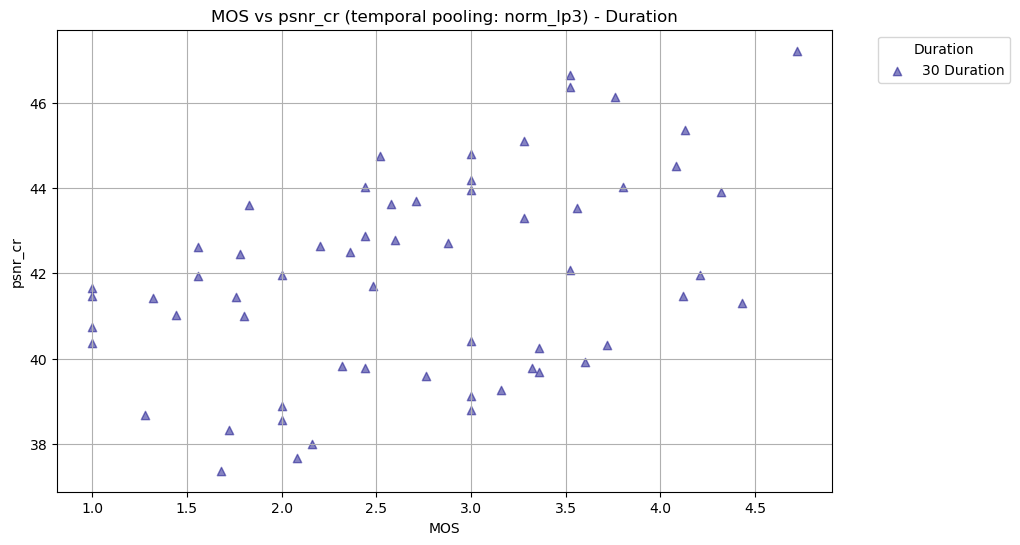 MOS vs psnr_cr (temporal pooling: norm_lp3) - Duration
Duration
30 Duration
psnr_cr
46
44
42
40
38
1.0 1.5 2.0 2.5 3.0 3.5 4.0 4.5
MOS